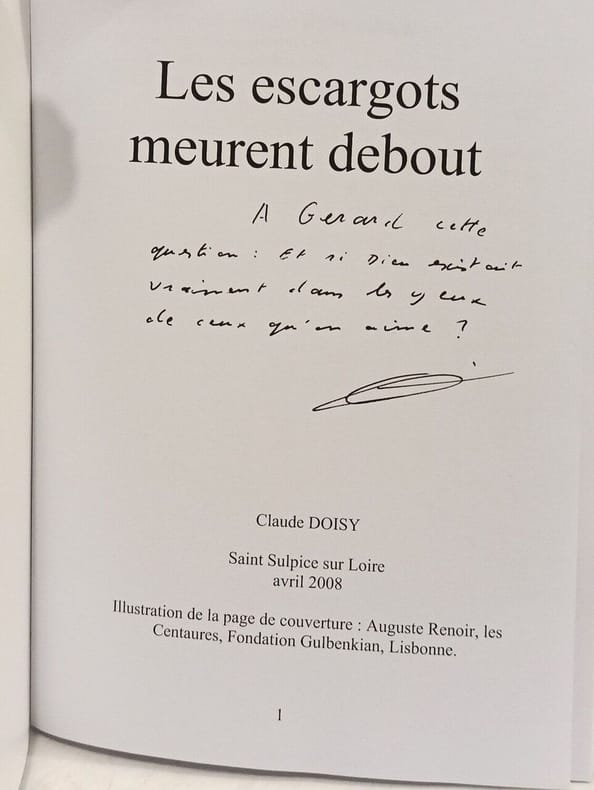 Les escargots
meurent debout
A Gerard cette
question : Et si Dieu existait
vraiment dans les yeux
de ceux qu'on aime ?
Claude DOISY
Saint Sulpice sur Loire
avril 2008
Illustration de la page de couverture : Auguste Renoir, les
Centaures, Fondation Gulbenkian, Lisbonne.
1